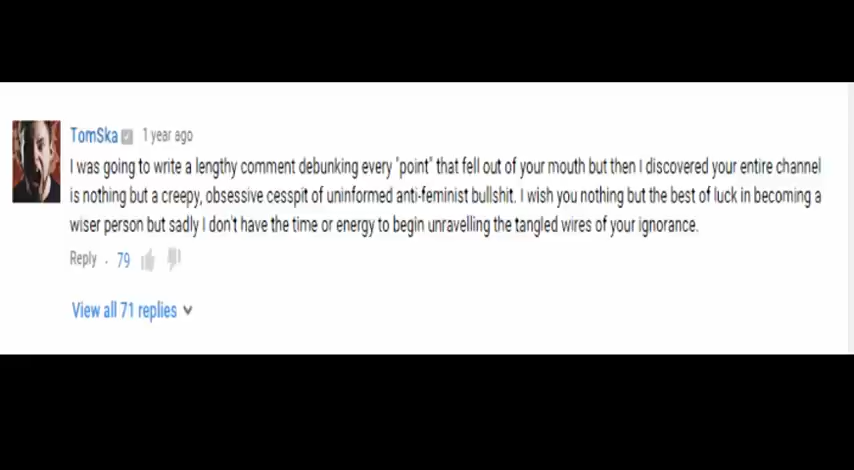 TomSka 1 year ago
I was going to write a lengthy comment debunking every "point" that fell out of your mouth but then I discovered your entire channel
is nothing but a creepy, obsessive cesspit of uninformed anti-feminist bullshit. I wish you nothing but the best of luck in becoming a
wiser person but sadly I don't have the time or energy to begin unravelling the tangled wires of your ignorance.
Reply · 79
View all 71 replies